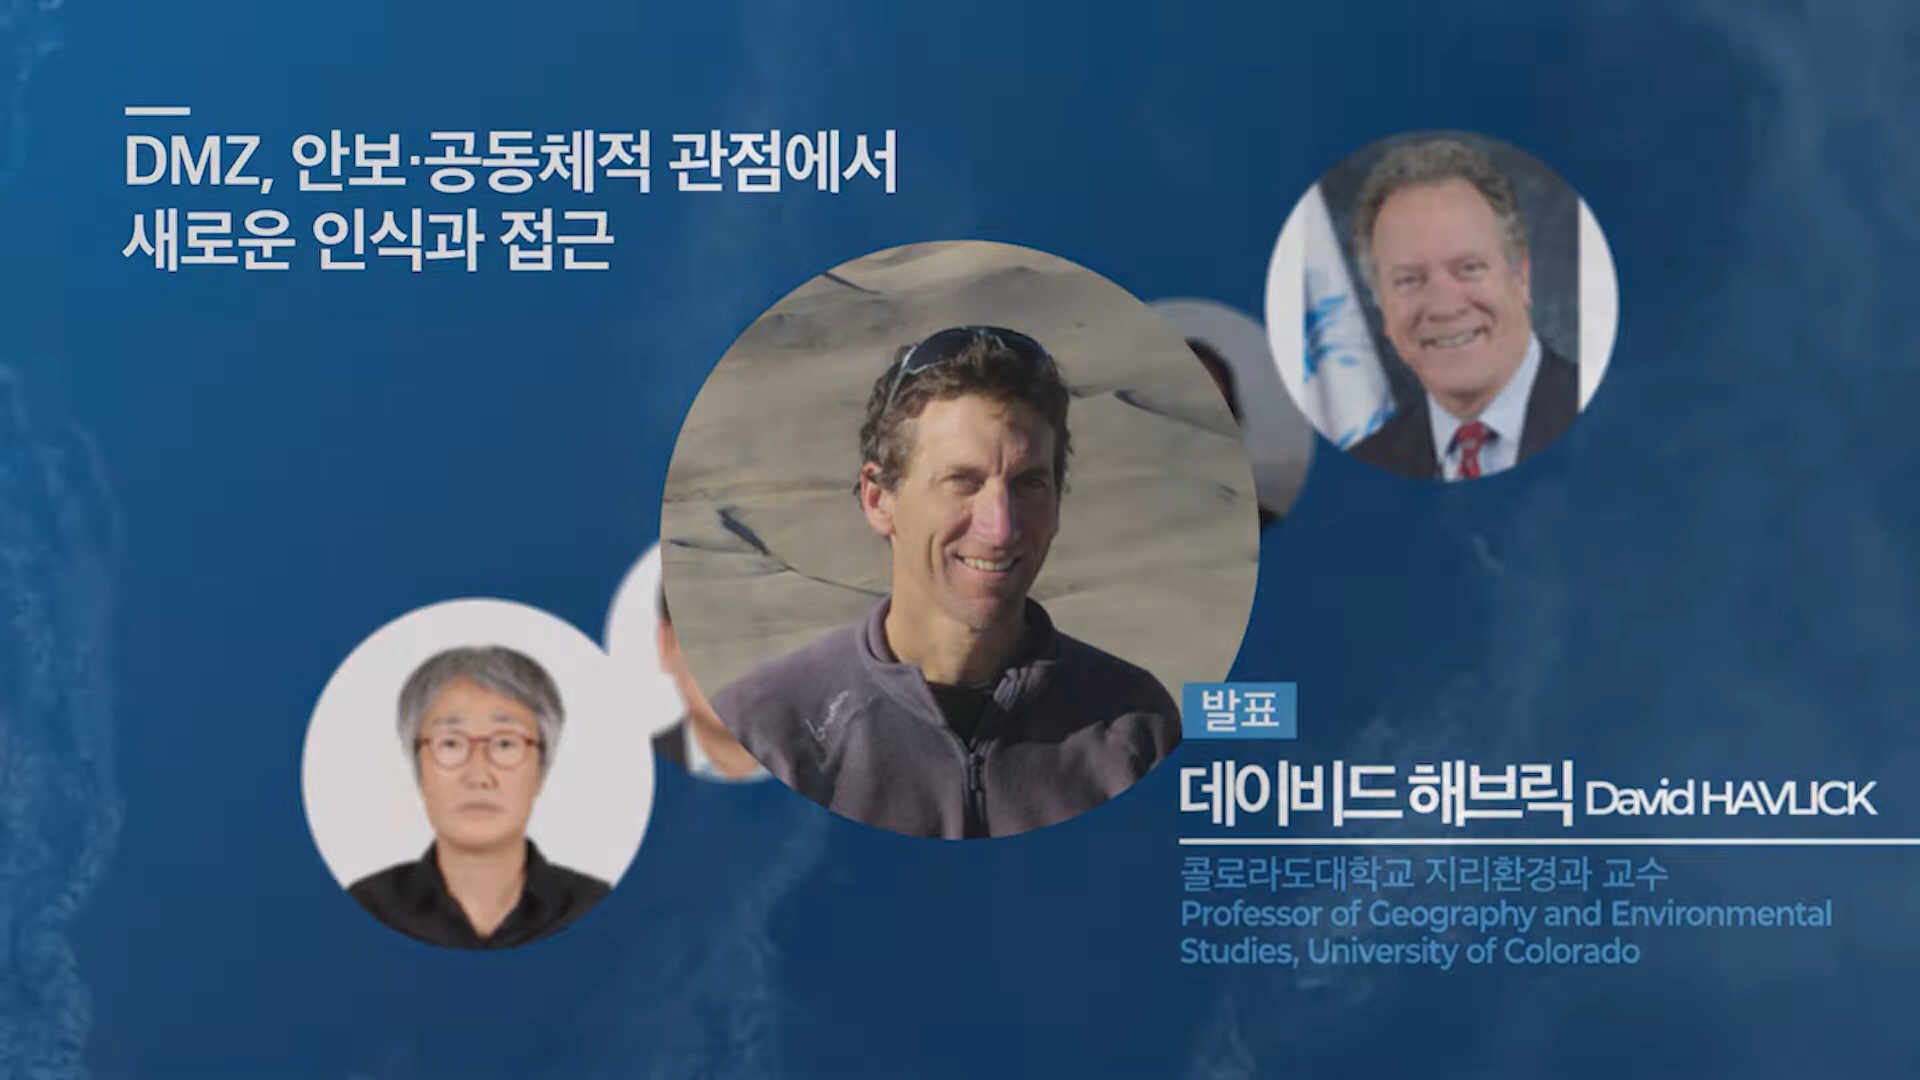 DMZ, 안보·공동체적 관점에서
새로운 인식과 접근
발표
데이비드 해브릭 David HAVLICK
콜로라도대학교 지리환경과 교수
Professor of Geography and Environmental
Studies, University of Colorado